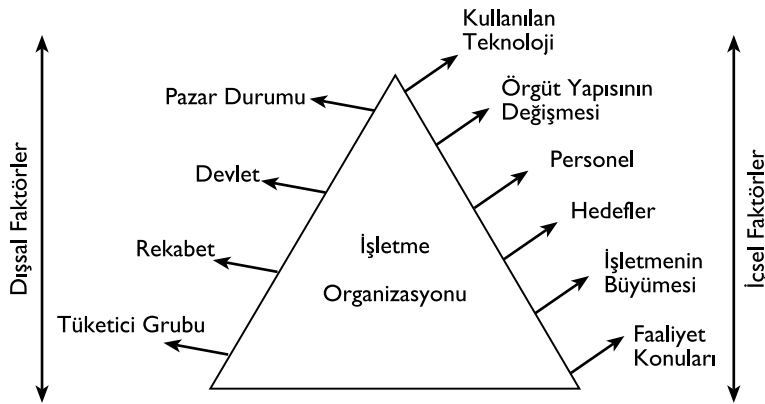 Dışsal Faktörler
Pazar Durumu
Devlet
Rekabet
Tüketici Grubu
İşletme
Organizasyonu
Kullanılan
Teknoloji
Örgüt Yapısının
Değişmesi
Personel
Hedefler
İşletmenin
Büyümesi
Faaliyet
Konuları
İçsel Faktörler